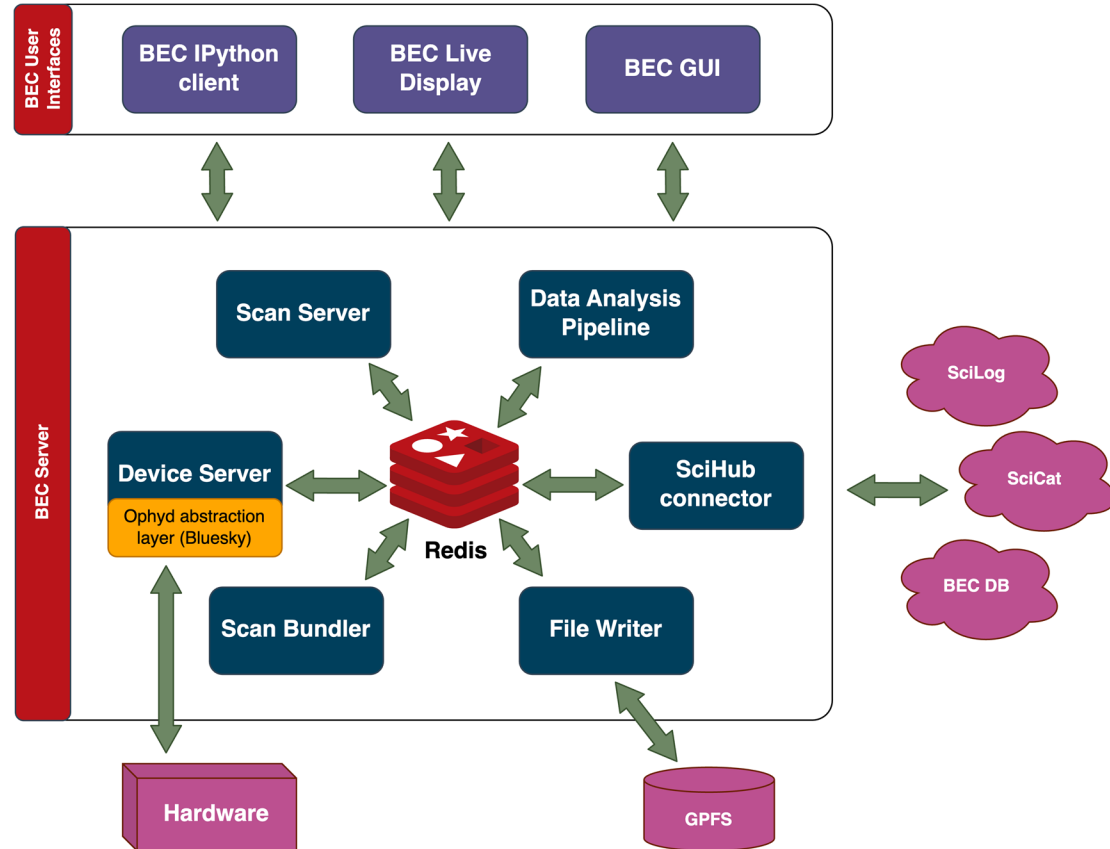 BEC User
Interfaces
BEC IPython
client
BEC Live
Display
BEC GUI
BEC Server
Scan Server
Data Analysis
Pipeline
Device Server
Ophyd abstraction
layer (Bluesky)
Redis
SciHub
connector
Scan Bundler
File Writer
SciLog
SciCat
BEC DB
Hardware
GPFS